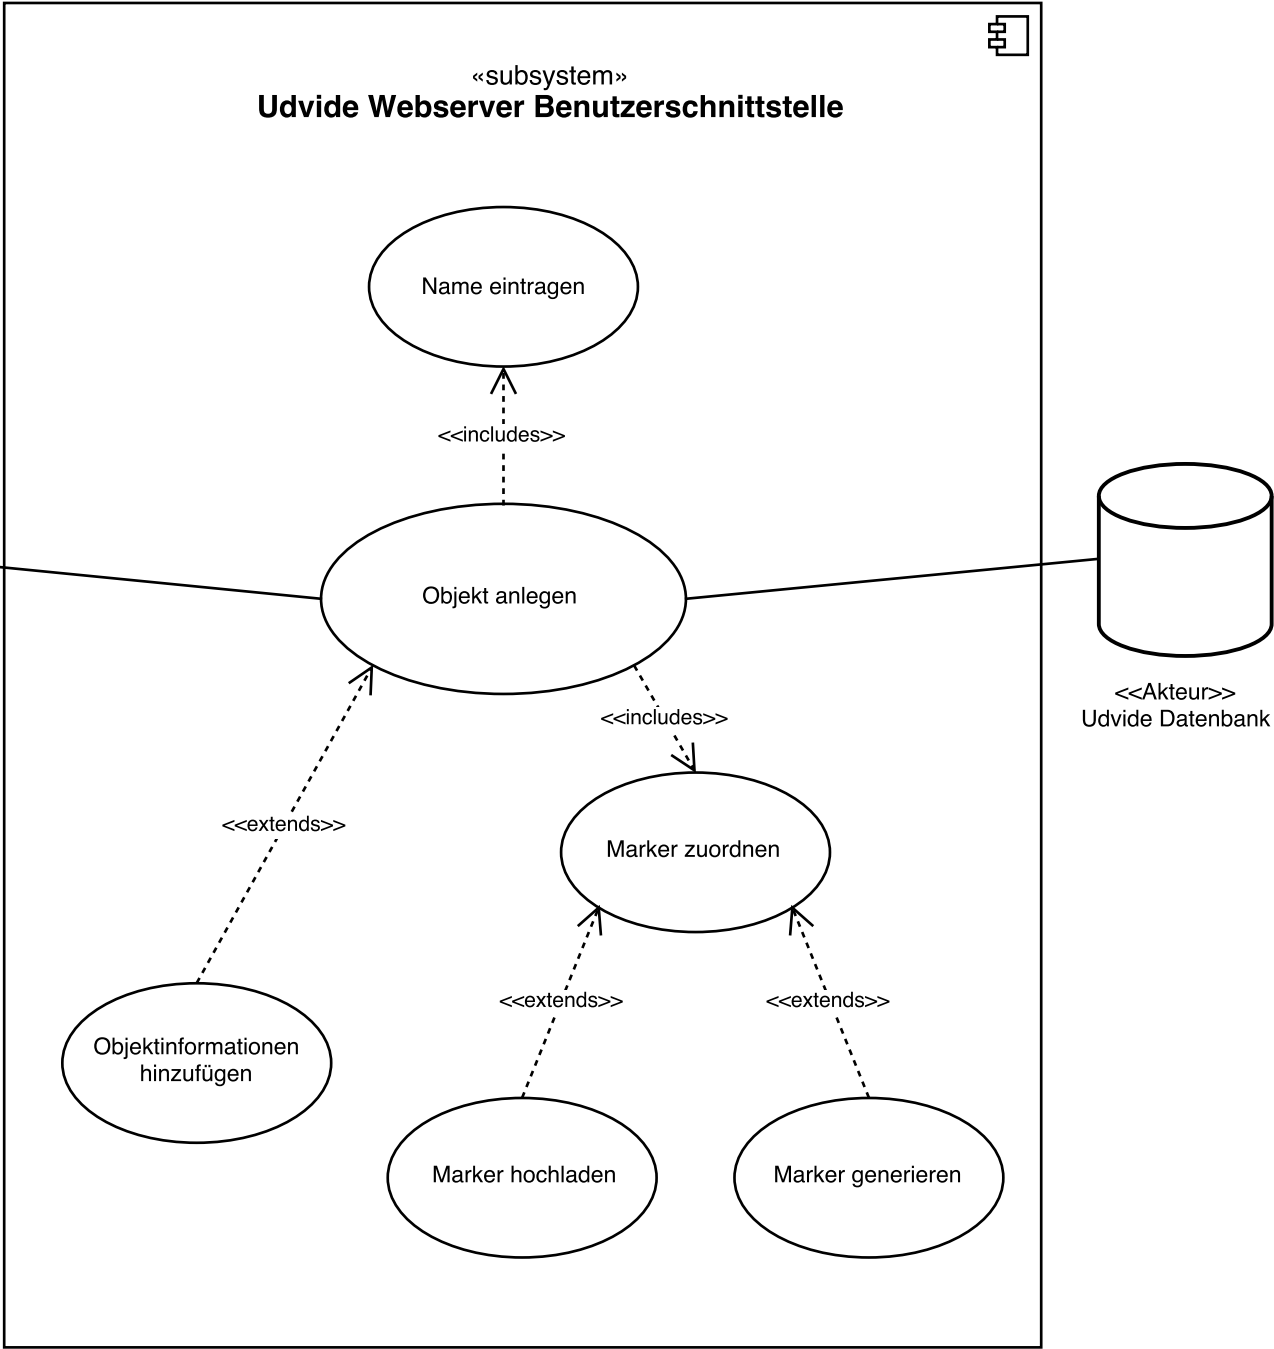 «subsystem»
Udvide Webserver Benutzerschnittstelle
Name eintragen
<<includes>>
Objekt anlegen
<<includes>>
<<Akteur>>
Udvide Datenbank
<<extends>>
Marker zuordnen
<<extends>>
<<extends>>
Objektinformationen
hinzufügen
Marker hochladen
Marker generieren